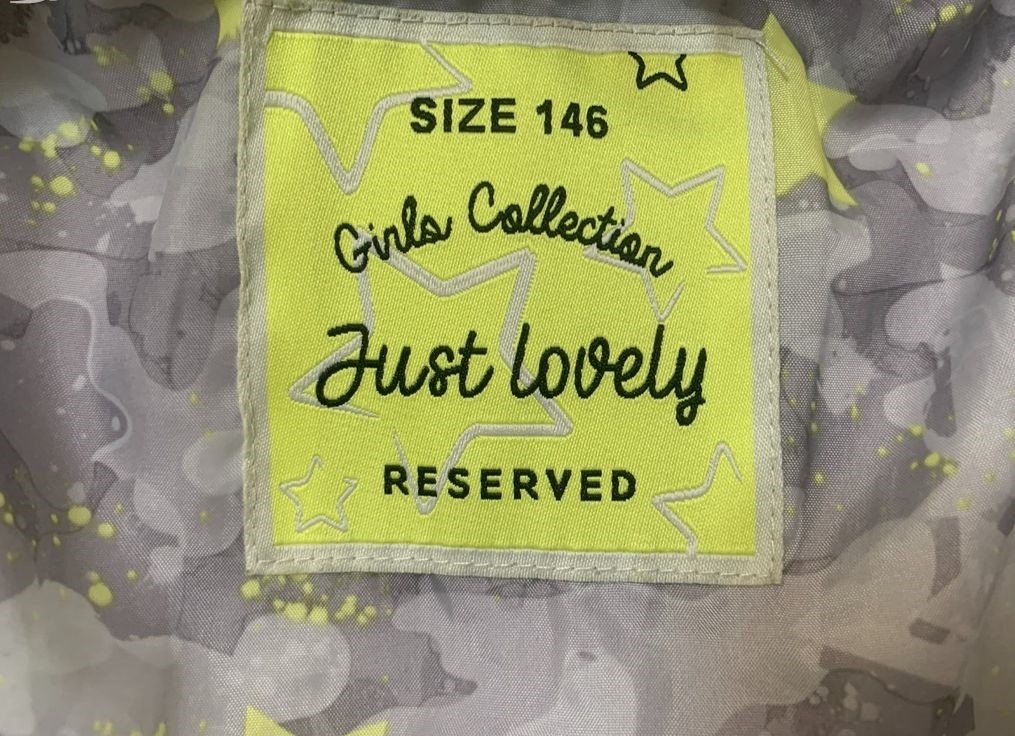 SIZE 146
Girls Collection
Just lovely
RESERVED